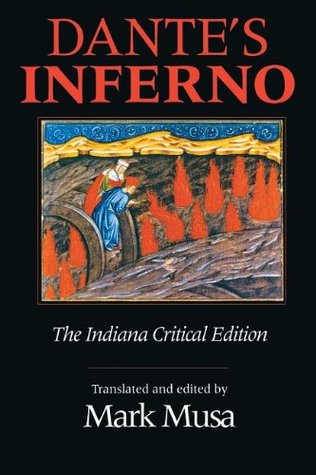 DANTE'S
INFERNO
The Indiana Critical Edition
Translated and edited by
Mark Musa